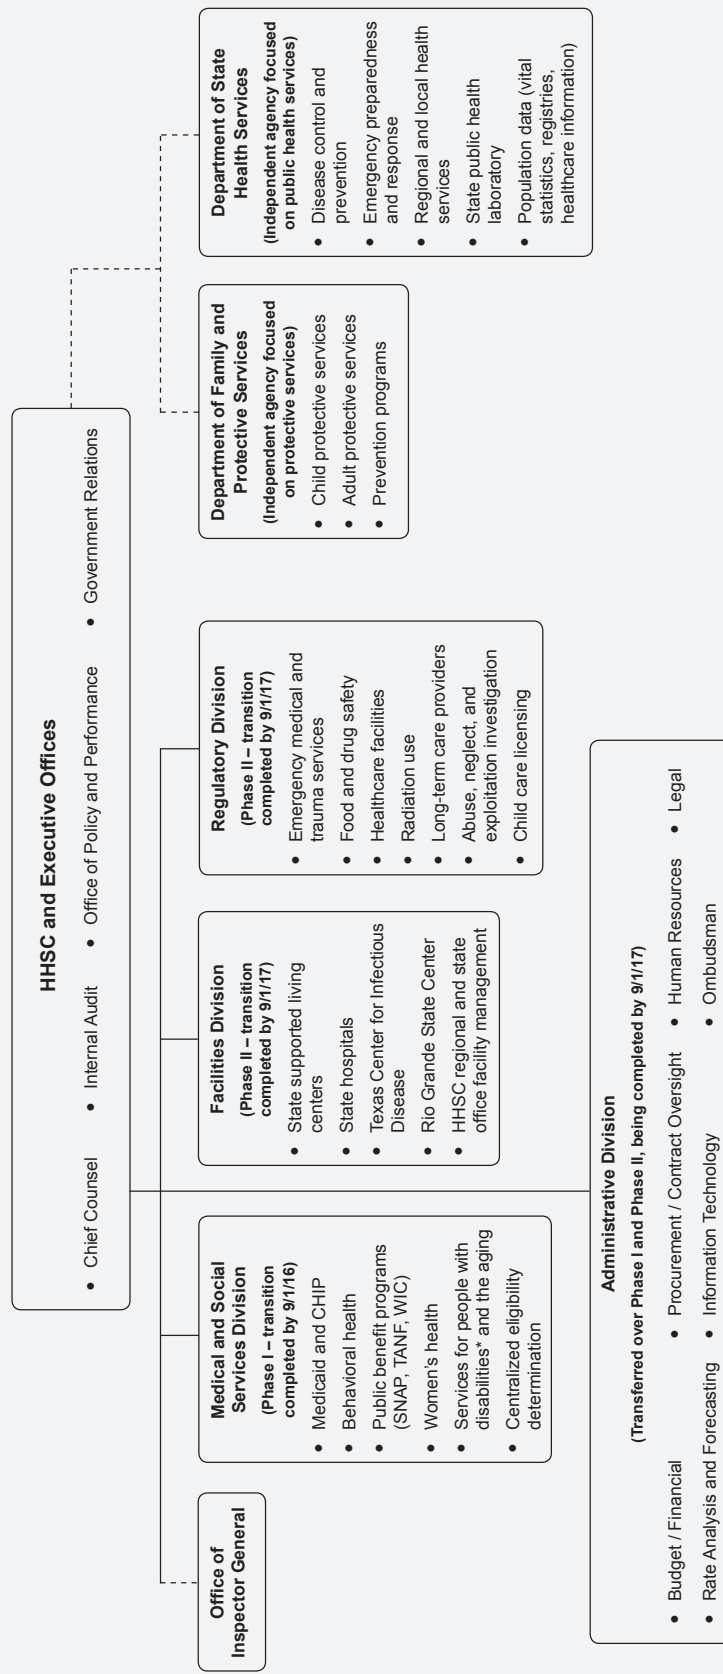 HHSC and Executive Offices
• Chief Counsel • Internal Audit • Office of Policy and Performance • Government Relations
Office of
Inspector General
Medical and Social
Services Division
(Phase I – transition
completed by 9/1/16)
• Medicaid and CHIP
• Behavioral health
• Public benefit programs
(SNAP, TANF, WIC)
• Women's health
• Services for people with
disabilities* and the aging
• Centralized eligibility
determination
Facilities Division
(Phase II – transition
completed by 9/1/17)
• State supported living
centers
• State hospitals
• Texas Center for Infectious
Disease
• Rio Grande State Center
• HHSC regional and state
office facility management
Regulatory Division
(Phase II – transition
completed by 9/1/17)
• Emergency medical and
trauma services
• Food and drug safety
• Healthcare facilities
• Radiation use
• Long-term care providers
• Abuse, neglect, and
exploitation investigation
• Child care licensing
Department of Family and
Protective Services
(Independent agency focused
on protective services)
• Child protective services
• Adult protective services
• Prevention programs
Department of State
Health Services
(Independent agency focused
on public health services)
• Disease control and
prevention
• Emergency preparedness
and response
• Regional and local health
services
• State public health
laboratory
• Population data (vital
statistics, registries,
healthcare information)
Administrative Division
(Transferred over Phase I and Phase II, being completed by 9/1/17)
• Budget / Financial • Procurement / Contract Oversight • Human Resources • Legal
• Rate Analysis and Forecasting • Information Technology • Ombudsman